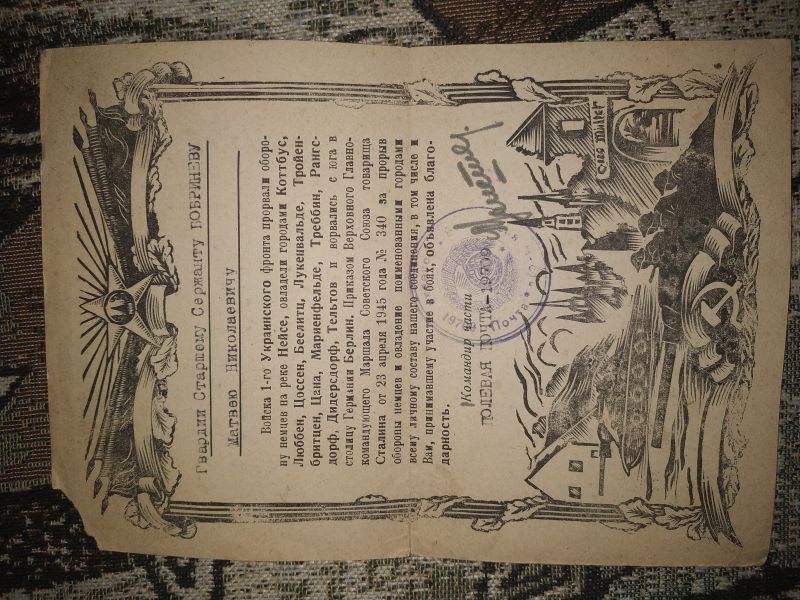 Гвардии Старшему Сержанту БОБРИНЕВУ
Матвею Николаевичу
Войска 1-го Украинского фронта прорвали оборо-
ну немцев на реке Нейсе, овладели городами Коттбус,
Люббен, Цоссен, Беелитц, Лукенвальде, Тройен-
бритцен, Цана, Мариенфельде, Треббин, Рангс-
дорф, Дидерсдорф, Тельтов и ворвались с юга в
столицу Германии Берлин. Приказом Верховного Главно-
командующего Маршала Советского Союза товарища
Сталина от 23 апреля 1945 года № 340 за прорыв
обороны немцев и овладение поименованными городами
всему личному составу нашего соединения, в том числе и
Вам, принимавшему участие в боях, объявлена благо-
дарность.
Командир части
ПОЛЕВАЯ ПОЧТА—19709
Почта